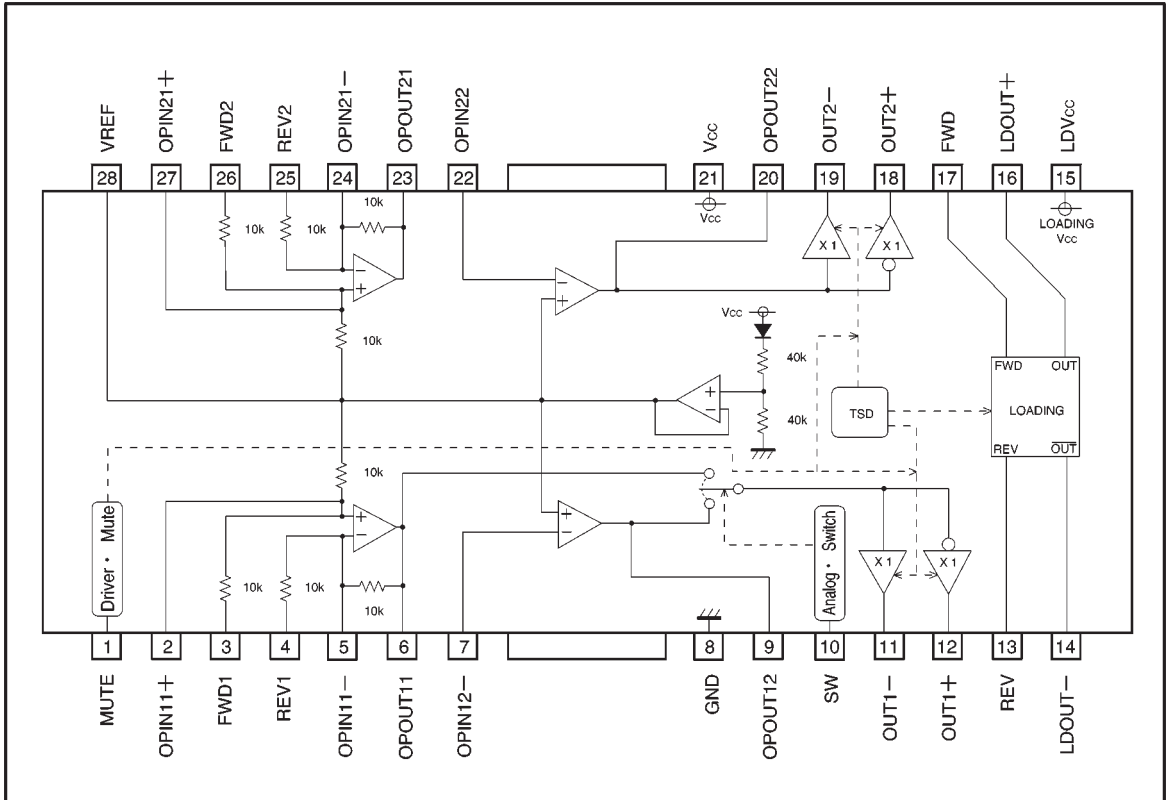 VREF
OPIN21+
FWD2
REV2
OPIN21−
OPOUT21
OPIN22
Vcc
OPOUT22
OUT2−
OUT2+
FWD
LDOUT+
LDVcc
28
27
26
25
24
23
22
21
20
19
18
17
16
15
10k
10k
10k
Vcc
X 1
X 1
LOADING
Vcc
−
+
−
+
10k
Vcc
40k
40k
+
−
TSD
FWD
OUT
LOADING
REV
OUT
10k
Driver・Mute
+
−
+
−
10k
10k
10k
Analog・Switch
X 1
X 1
1
2
3
4
5
6
7
8
9
10
11
12
13
14
MUTE
OPIN11+
FWD1
REV1
OPIN11−
OPOUT11
OPIN12−
GND
OPOUT12
SW
OUT1−
OUT1+
REV
LDOUT−